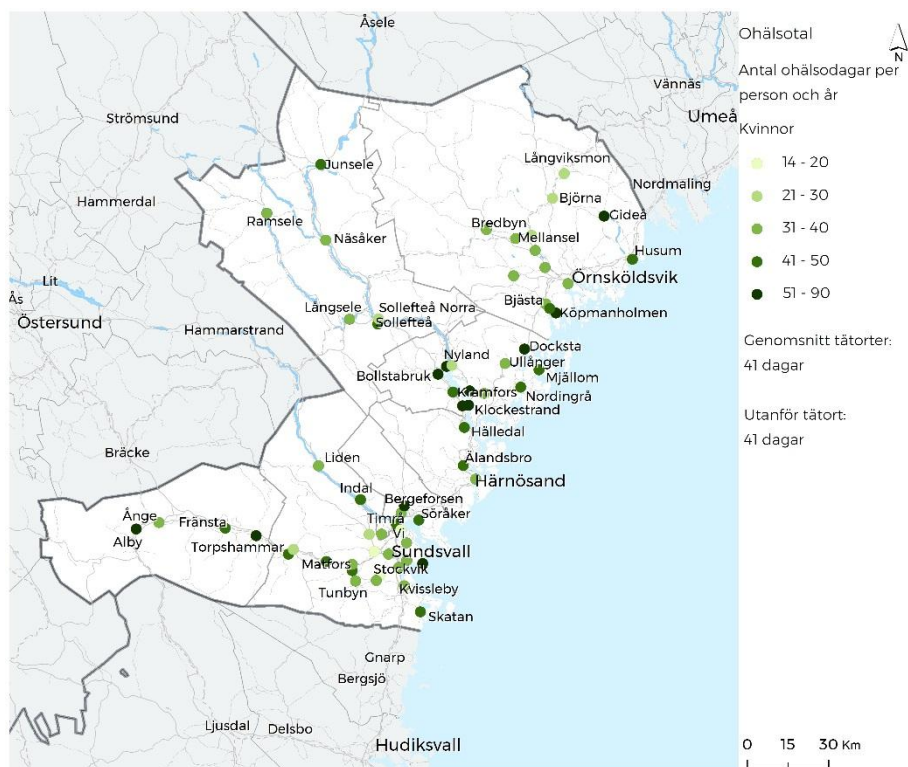 Åsele
Ohälsotal
N
Antal ohälsodagar per
person och år
Vännäs
Umeå
Strömsund
Kvinnor
14 - 20
Långviksmon
21 - 30
Junsele
Nordmaling
Björna
Hammerdal
Gideå
31 - 40
Ramsele
Bredbyn
Mellansel
Näsåker
Husum
41 - 50
Lit
Örnsköldsvik
51 - 90
Ås
Bjästa
Östersund
Långsele
Sollefteå Norra
Köpmanholmen
Sollefteå
Hammarstrand
Genomsnitt tätorter:
41 dagar
Docksta
Nyland
Ullånger
Bollstabruk
Mjällom
Kramfors
Nordingrå
Klockestrand
Utanför tätort:
41 dagar
Hälledal
Bräcke
Liden
Älandsbro
Härnösand
Indal
Bergeforsen
Ånge
Fränsta
Timrå
Söråker
Alby
Vi
Torpshammar
Sundsvall
Matfors
Stockvik
Tunbyn
Kvissleby
Skatan
Gnarp
Bergsjö
Ljusdal
Delsbo
Hudiksvall
0 15 30 Km